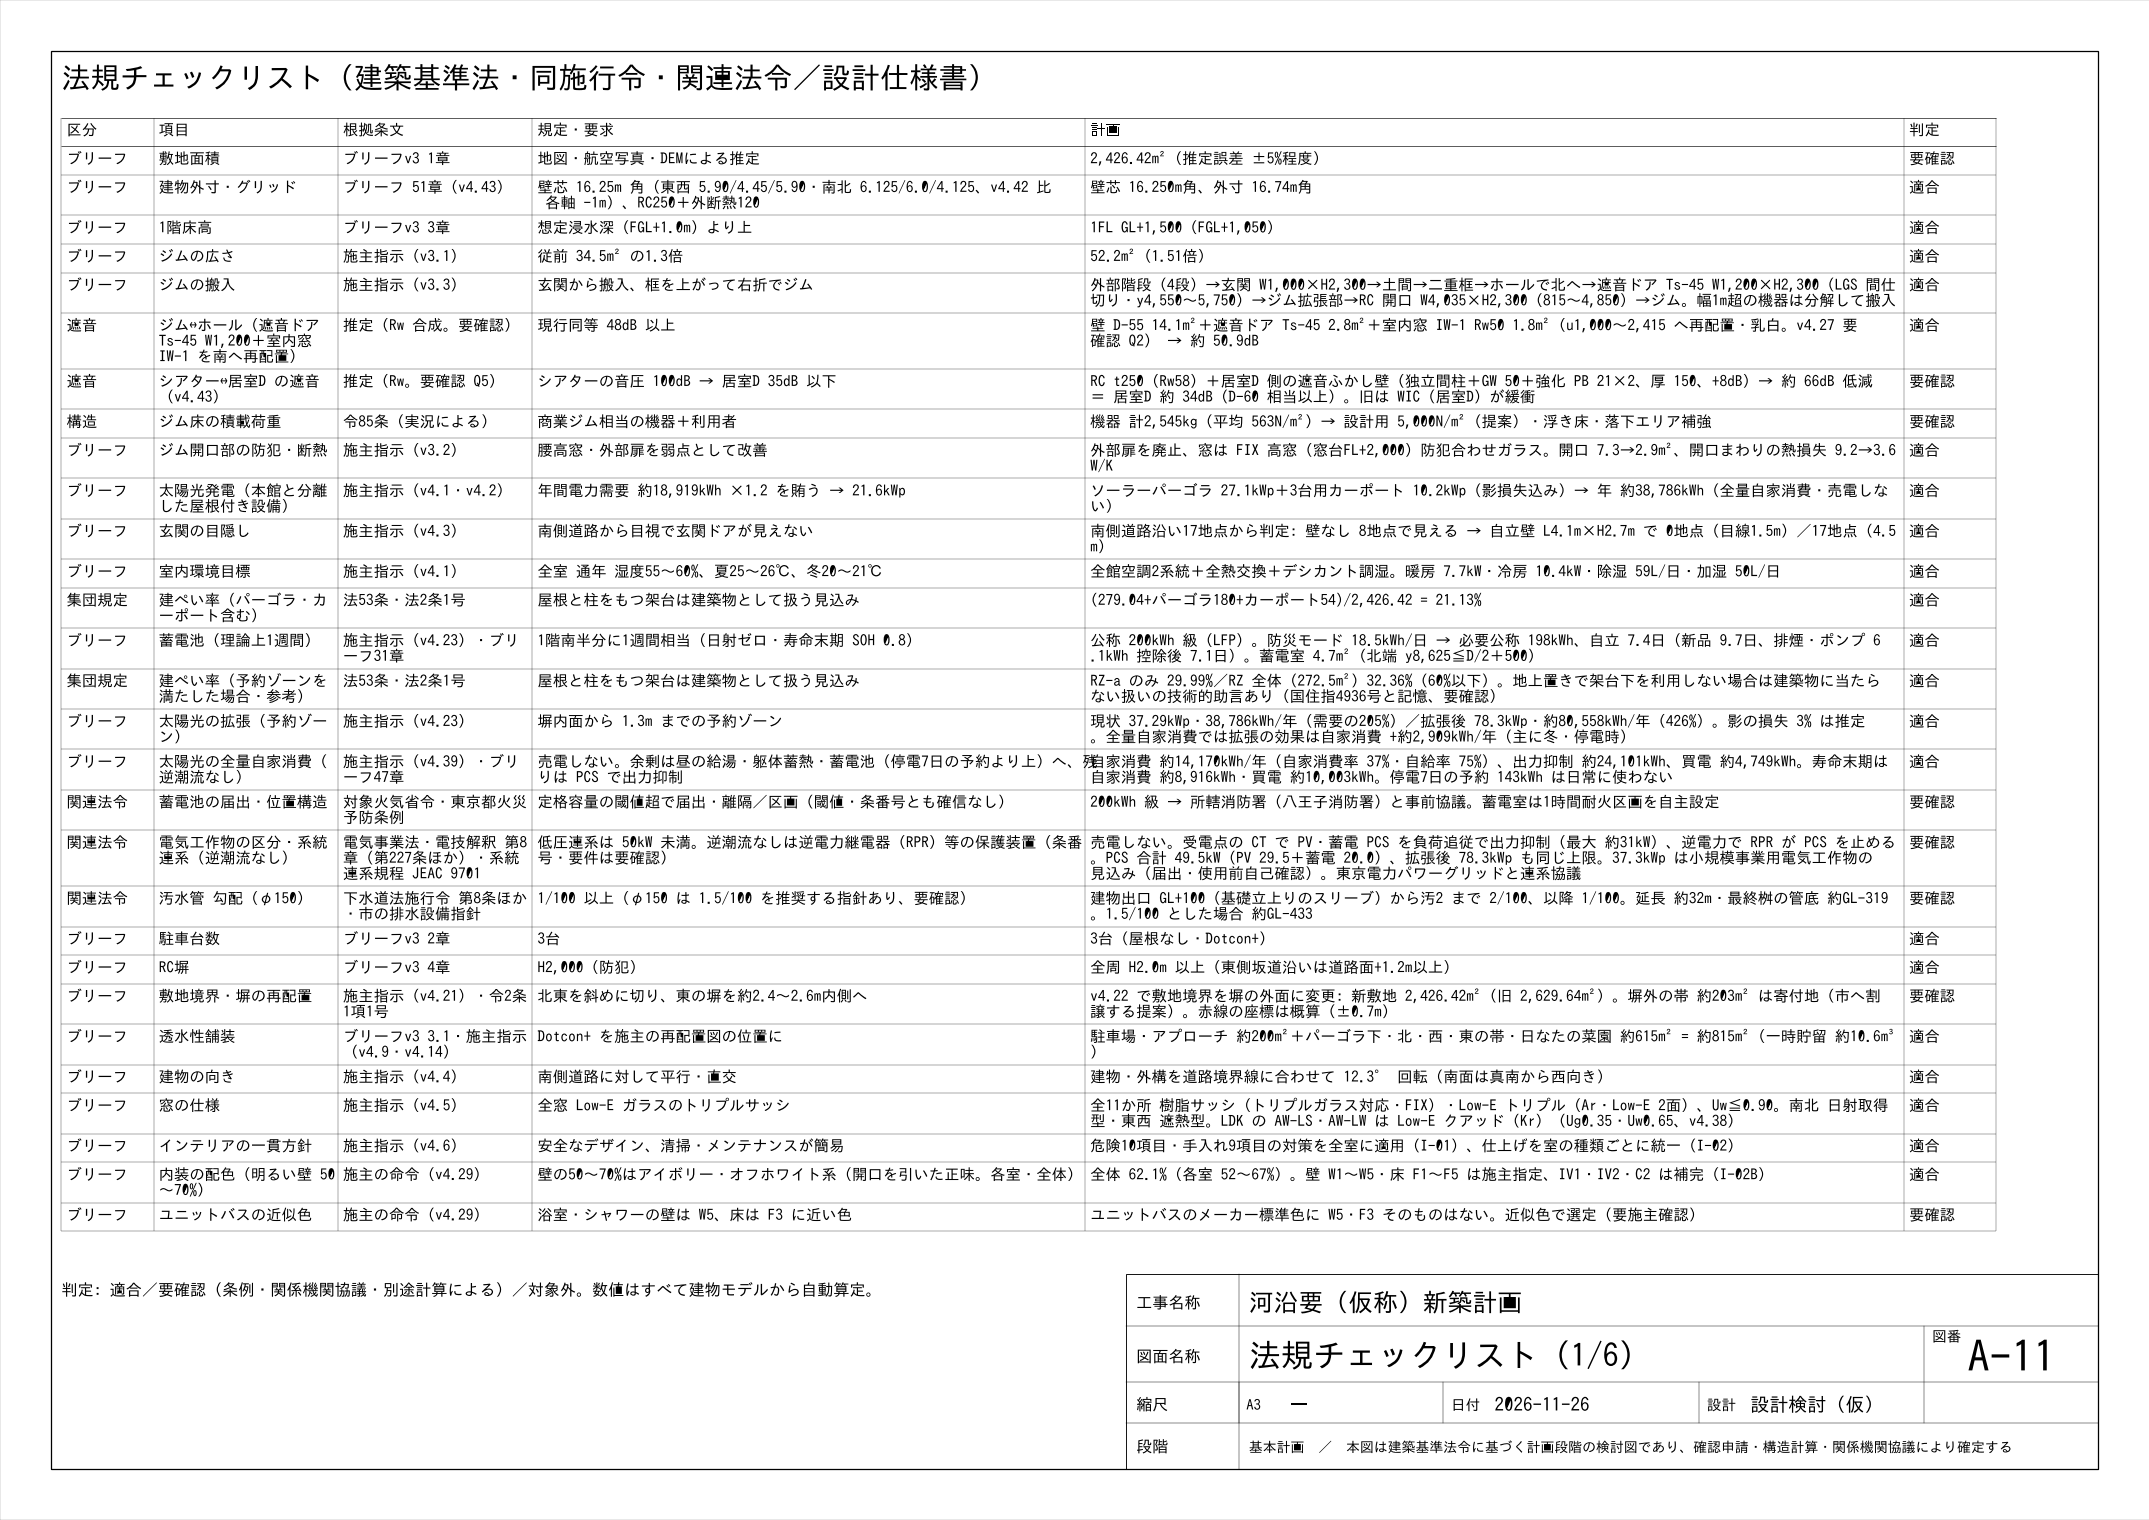 法規チェックリスト（建築基準法・同施行令・関連法令／設計仕様書）
区分 項目 根拠条文 規定・要求 計画 判定
ブリーフ 敷地面積 ブリーフv3 1章 地図・航空写真・DEMによる推定 2,426.42m²（推定誤差 ±5%程度） 要確認
ブリーフ 建物外寸・グリッド ブリーフ 51章（v4.43） 壁芯 16.25m 角（東西 5.90/4.45/5.90・南北 6.125/6.0/4.125、v4.42 比 壁芯 16.250m角、外寸 16.74m角 適合
各軸 -1m）、RC250＋外断熱120
ブリーフ 1階床高 ブリーフv3 3章 想定浸水深（FGL+1.0m）より上 1FL GL+1,500（FGL+1,050） 適合
ブリーフ ジムの広さ 施主指示（v3.1） 従前 34.5m² の1.3倍 52.2m²（1.51倍） 適合
ブリーフ ジムの搬入 施主指示（v3.3） 玄関から搬入、框を上がって右折でジム 外部階段（4段）→玄関 W1,000×H2,300→土間→二重框→ホールで北へ→遮音ドア Ts-45 W1,200×H2,300（LGS 間仕 適合
切り・y4,550～5,750）→ジム拡張部→RC 開口 W4,035×H2,300（815～4,850）→ジム。幅1m超の機器は分解して搬入
遮音 ジム↔ホール（遮音ドア 推定（Rw 合成。要確認） 現行同等 48dB 以上 壁 D-55 14.1m²＋遮音ドア Ts-45 2.8m²＋室内窓 IW-1 Rw50 1.8m²（u1,000～2,415 へ再配置・乳白。v4.27 要 適合
Ts-45 W1,200＋室内窓 確認 Q2） → 約 50.9dB
IW-1 を南へ再配置）
遮音 シアター↔居室D の遮音 推定（Rw。要確認 Q5） シアターの音圧 100dB → 居室D 35dB 以下 RC t250（Rw58）＋居室D 側の遮音ふかし壁（独立間柱＋GW 50＋強化 PB 21×2、厚 150、+8dB）→ 約 66dB 低減 要確認
（v4.43） ＝ 居室D 約 34dB（D-60 相当以上）。旧は WIC（居室D）が緩衝
構造 ジム床の積載荷重 令85条（実況による） 商業ジム相当の機器＋利用者 機器 計2,545kg（平均 563N/m²）→ 設計用 5,000N/m²（提案）・浮き床・落下エリア補強 要確認
ブリーフ ジム開口部の防犯・断熱 施主指示（v3.2） 腰高窓・外部扉を弱点として改善 外部扉を廃止、窓は FIX 高窓（窓台FL+2,000）防犯合わせガラス。開口 7.3→2.9m²、開口まわりの熱損失 9.2→3.6 適合
W/K
ブリーフ 太陽光発電（本館と分離 施主指示（v4.1・v4.2） 年間電力需要 約18,919kWh ×1.2 を賄う → 21.6kWp ソーラーパーゴラ 27.1kWp＋3台用カーポート 10.2kWp（影損失込み）→ 年 約38,786kWh（全量自家消費・売電しな 適合
した屋根付き設備） い）
ブリーフ 玄関の目隠し 施主指示（v4.3） 南側道路から目視で玄関ドアが見えない 南側道路沿い17地点から判定: 壁なし 8地点で見える → 自立壁 L4.1m×H2.7m で 0地点（目線1.5m）／17地点（4.5 適合
m）
ブリーフ 室内環境目標 施主指示（v4.1） 全室 通年 湿度55～60%、夏25～26℃、冬20～21℃ 全館空調2系統＋全熱交換＋デシカント調湿。暖房 7.7kW・冷房 10.4kW・除湿 59L/日・加湿 50L/日 適合
集団規定 建ぺい率（パーゴラ・カ 法53条・法2条1号 屋根と柱をもつ架台は建築物として扱う見込み (279.04+パーゴラ180+カーポート54)/2,426.42 = 21.13% 適合
ーポート含む）
ブリーフ 蓄電池（理論上1週間） 施主指示（v4.23）・ブリ 1階南半分に1週間相当（日射ゼロ・寿命末期 SOH 0.8） 公称 200kWh 級（LFP）。防災モード 18.5kWh/日 → 必要公称 198kWh、自立 7.4日（新品 9.7日、排煙・ポンプ 6 適合
ーフ31章 .1kWh 控除後 7.1日）。蓄電室 4.7m²（北端 y8,625≦D/2＋500）
集団規定 建ぺい率（予約ゾーンを 法53条・法2条1号 屋根と柱をもつ架台は建築物として扱う見込み RZ-a のみ 29.99%／RZ 全体（272.5m²）32.36%（60%以下）。地上置きで架台下を利用しない場合は建築物に当たら 適合
満たした場合・参考） ない扱いの技術的助言あり（国住指4936号と記憶、要確認）
ブリーフ 太陽光の拡張（予約ゾー 施主指示（v4.23） 塀内面から 1.3m までの予約ゾーン 現状 37.29kWp・38,786kWh/年（需要の205%）／拡張後 78.3kWp・約80,558kWh/年（426%）。影の損失 3% は推定 適合
ン） 。全量自家消費では拡張の効果は自家消費 +約2,909kWh/年（主に冬・停電時）
ブリーフ 太陽光の全量自家消費（ 施主指示（v4.39）・ブリ 売電しない。余剰は昼の給湯・躯体蓄熱・蓄電池（停電7日の予約より上）へ、残 自家消費 約14,170kWh/年（自家消費率 37%・自給率 75%）、出力抑制 約24,101kWh、買電 約4,749kWh。寿命末期は 適合
逆潮流なし） ーフ47章 りは PCS で出力抑制 自家消費 約8,916kWh・買電 約10,003kWh。停電7日の予約 143kWh は日常に使わない
関連法令 蓄電池の届出・位置構造 対象火気省令・東京都火災 定格容量の閾値超で届出・離隔／区画（閾値・条番号とも確信なし） 200kWh 級 → 所轄消防署（八王子消防署）と事前協議。蓄電室は1時間耐火区画を自主設定 要確認
予防条例
関連法令 電気工作物の区分・系統 電気事業法・電技解釈 第8 低圧連系は 50kW 未満。逆潮流なしは逆電力継電器（RPR）等の保護装置（条番 売電しない。受電点の CT で PV・蓄電 PCS を負荷追従で出力抑制（最大 約31kW）、逆電力で RPR が PCS を止める 要確認
連系（逆潮流なし） 章（第227条ほか）・系統 号・要件は要確認） 。PCS 合計 49.5kW（PV 29.5＋蓄電 20.0）、拡張後 78.3kWp も同じ上限。37.3kWp は小規模事業用電気工作物の
連系規程 JEAC 9701 見込み（届出・使用前自己確認）。東京電力パワーグリッドと連系協議
関連法令 汚水管 勾配（φ150） 下水道法施行令 第8条ほか 1/100 以上（φ150 は 1.5/100 を推奨する指針あり、要確認） 建物出口 GL+100（基礎立上りのスリーブ）から汚2 まで 2/100、以降 1/100。延長 約32m・最終桝の管底 約GL-319 要確認
・市の排水設備指針 。1.5/100 とした場合 約GL-433
ブリーフ 駐車台数 ブリーフv3 2章 3台 3台（屋根なし・Dotcon+） 適合
ブリーフ RC塀 ブリーフv3 4章 H2,000（防犯） 全周 H2.0m 以上（東側坂道沿いは道路面+1.2m以上） 適合
ブリーフ 敷地境界・塀の再配置 施主指示（v4.21）・令2条 北東を斜めに切り、東の塀を約2.4～2.6m内側へ v4.22 で敷地境界を塀の外面に変更: 新敷地 2,426.42m²（旧 2,629.64m²）。塀外の帯 約203m² は寄付地（市へ割 要確認
1項1号 譲する提案）。赤線の座標は概算（±0.7m）
ブリーフ 透水性舗装 ブリーフv3 3.1・施主指示 Dotcon+ を施主の再配置図の位置に 駐車場・アプローチ 約200m²＋パーゴラ下・北・西・東の帯・日なたの菜園 約615m² = 約815m²（一時貯留 約10.6m³ 適合
（v4.9・v4.14） ）
ブリーフ 建物の向き 施主指示（v4.4） 南側道路に対して平行・直交 建物・外構を道路境界線に合わせて 12.3° 回転（南面は真南から西向き） 適合
ブリーフ 窓の仕様 施主指示（v4.5） 全窓 Low-E ガラスのトリプルサッシ 全11か所 樹脂サッシ（トリプルガラス対応・FIX）・Low-E トリプル（Ar・Low-E 2面）、Uw≦0.90。南北 日射取得 適合
型・東西 遮熱型。LDK の AW-LS・AW-LW は Low-E クアッド（Kr）（Ug0.35・Uw0.65、v4.38）
ブリーフ インテリアの一貫方針 施主指示（v4.6） 安全なデザイン、清掃・メンテナンスが簡易 危険10項目・手入れ9項目の対策を全室に適用（I-01）、仕上げを室の種類ごとに統一（I-02） 適合
ブリーフ 内装の配色（明るい壁 50 施主の命令（v4.29） 壁の50～70%はアイボリー・オフホワイト系（開口を引いた正味。各室・全体） 全体 62.1%（各室 52～67%）。壁 W1～W5・床 F1～F5 は施主指定、IV1・IV2・C2 は補完（I-02B） 適合
～70%）
ブリーフ ユニットバスの近似色 施主の命令（v4.29） 浴室・シャワーの壁は W5、床は F3 に近い色 ユニットバスのメーカー標準色に W5・F3 そのものはない。近似色で選定（要施主確認） 要確認
判定: 適合／要確認（条例・関係機関協議・別途計算による）／対象外。数値はすべて建物モデルから自動算定。
工事名称 河沿要（仮称）新築計画
図面名称 法規チェックリスト（1/6） 図番 A-11
縮尺 A3 — 日付 2026-11-26 設計 設計検討（仮）
段階 基本計画 ／ 本図は建築基準法令に基づく計画段階の検討図であり、確認申請・構造計算・関係機関協議により確定する